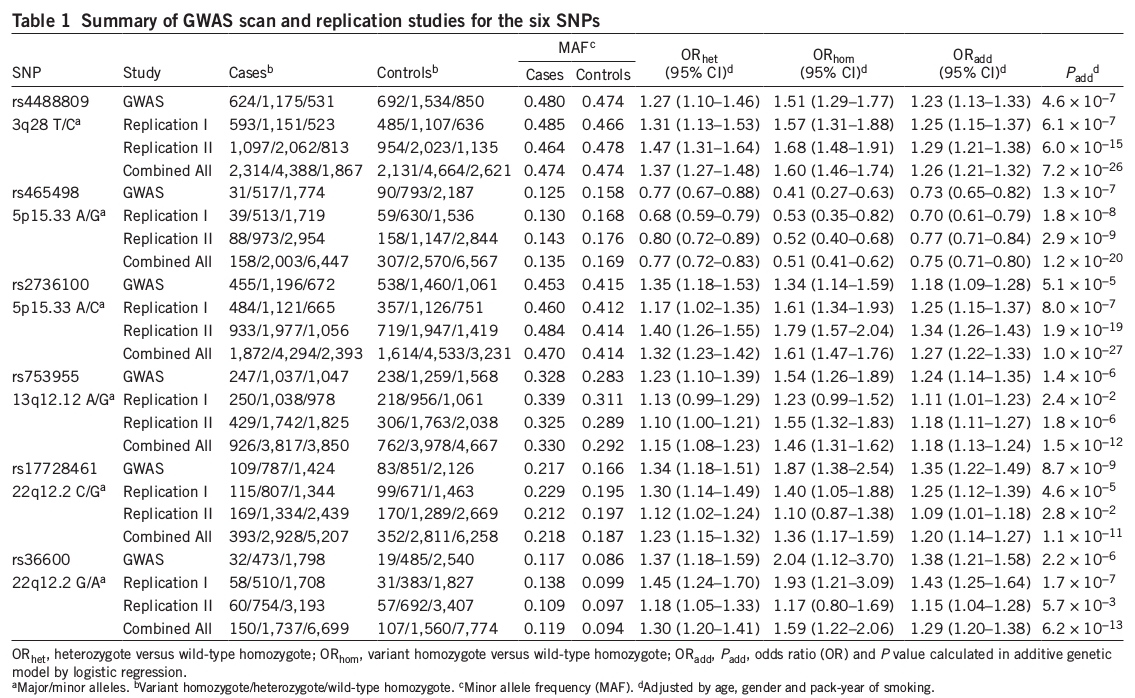 Table 1 Summary of GWAS scan and replication studies for the six SNPs
MAFᶜ ORhet ORhom ORadd
SNP Study Casesᵇ Controlsᵇ Cases Controls (95% CI)ᵈ (95% CI)ᵈ (95% CI)ᵈ Paddᵈ
rs4488809 GWAS 624/1,175/531 692/1,534/850 0.480 0.474 1.27 (1.10–1.46) 1.51 (1.29–1.77) 1.23 (1.13–1.33) 4.6 × 10⁻⁷
3q28 T/Cᵃ Replication I 593/1,151/523 485/1,107/636 0.485 0.466 1.31 (1.13–1.53) 1.57 (1.31–1.88) 1.25 (1.15–1.37) 6.1 × 10⁻⁷
Replication II 1,097/2,062/813 954/2,023/1,135 0.464 0.478 1.47 (1.31–1.64) 1.68 (1.48–1.91) 1.29 (1.21–1.38) 6.0 × 10⁻¹⁵
Combined All 2,314/4,388/1,867 2,131/4,664/2,621 0.474 0.474 1.37 (1.27–1.48) 1.60 (1.46–1.74) 1.26 (1.21–1.32) 7.2 × 10⁻²⁶
rs465498 GWAS 31/517/1,774 90/793/2,187 0.125 0.158 0.77 (0.67–0.88) 0.41 (0.27–0.63) 0.73 (0.65–0.82) 1.3 × 10⁻⁷
5p15.33 A/Gᵃ Replication I 39/513/1,719 59/630/1,536 0.130 0.168 0.68 (0.59–0.79) 0.53 (0.35–0.82) 0.70 (0.61–0.79) 1.8 × 10⁻⁸
Replication II 88/973/2,954 158/1,147/2,844 0.143 0.176 0.80 (0.72–0.89) 0.52 (0.40–0.68) 0.77 (0.71–0.84) 2.9 × 10⁻⁹
Combined All 158/2,003/6,447 307/2,570/6,567 0.135 0.169 0.77 (0.72–0.83) 0.51 (0.41–0.62) 0.75 (0.71–0.80) 1.2 × 10⁻²⁰
rs2736100 GWAS 455/1,196/672 538/1,460/1,061 0.453 0.415 1.35 (1.18–1.53) 1.34 (1.14–1.59) 1.18 (1.09–1.28) 5.1 × 10⁻⁵
5p15.33 A/Cᵃ Replication I 484/1,121/665 357/1,126/751 0.460 0.412 1.17 (1.02–1.35) 1.61 (1.34–1.93) 1.25 (1.15–1.37) 8.0 × 10⁻⁷
Replication II 933/1,977/1,056 719/1,947/1,419 0.484 0.414 1.40 (1.26–1.55) 1.79 (1.57–2.04) 1.34 (1.26–1.43) 1.9 × 10⁻¹⁹
Combined All 1,872/4,294/2,393 1,614/4,533/3,231 0.470 0.414 1.32 (1.23–1.42) 1.61 (1.47–1.76) 1.27 (1.22–1.33) 1.0 × 10⁻²⁷
rs753955 GWAS 247/1,037/1,047 238/1,259/1,568 0.328 0.283 1.23 (1.10–1.39) 1.54 (1.26–1.89) 1.24 (1.14–1.35) 1.4 × 10⁻⁶
13q12.12 A/Gᵃ Replication I 250/1,038/978 218/956/1,061 0.339 0.311 1.13 (0.99–1.29) 1.23 (0.99–1.52) 1.11 (1.01–1.23) 2.4 × 10⁻²
Replication II 429/1,742/1,825 306/1,763/2,038 0.325 0.289 1.10 (1.00–1.21) 1.55 (1.32–1.83) 1.18 (1.11–1.27) 1.8 × 10⁻⁶
Combined All 926/3,817/3,850 762/3,978/4,667 0.330 0.292 1.15 (1.08–1.23) 1.46 (1.31–1.62) 1.18 (1.13–1.24) 1.5 × 10⁻¹²
rs17728461 GWAS 109/787/1,424 83/851/2,126 0.217 0.166 1.34 (1.18–1.51) 1.87 (1.38–2.54) 1.35 (1.22–1.49) 8.7 × 10⁻⁹
22q12.2 C/Gᵃ Replication I 115/807/1,344 99/671/1,463 0.229 0.195 1.30 (1.14–1.49) 1.40 (1.05–1.88) 1.25 (1.12–1.39) 4.6 × 10⁻⁵
Replication II 169/1,334/2,439 170/1,289/2,669 0.212 0.197 1.12 (1.02–1.24) 1.10 (0.87–1.38) 1.09 (1.01–1.18) 2.8 × 10⁻²
Combined All 393/2,928/5,207 352/2,811/6,258 0.218 0.187 1.23 (1.15–1.32) 1.36 (1.17–1.59) 1.20 (1.14–1.27) 1.1 × 10⁻¹¹
rs36600 GWAS 32/473/1,798 19/485/2,540 0.117 0.086 1.37 (1.18–1.59) 2.04 (1.12–3.70) 1.38 (1.21–1.58) 2.2 × 10⁻⁶
22q12.2 G/Aᵃ Replication I 58/510/1,708 31/383/1,827 0.138 0.099 1.45 (1.24–1.70) 1.93 (1.21–3.09) 1.43 (1.25–1.64) 1.7 × 10⁻⁷
Replication II 60/754/3,193 57/692/3,407 0.109 0.097 1.18 (1.05–1.33) 1.17 (0.80–1.69) 1.15 (1.04–1.28) 5.7 × 10⁻³
Combined All 150/1,737/6,699 107/1,560/7,774 0.119 0.094 1.30 (1.20–1.41) 1.59 (1.22–2.06) 1.29 (1.20–1.38) 6.2 × 10⁻¹³
ORhet, heterozygote versus wild-type homozygote; ORhom, variant homozygote versus wild-type homozygote; ORadd, Padd, odds ratio (OR) and P value calculated in additive genetic
model by logistic regression.
ᵃMajor/minor alleles. ᵇVariant homozygote/heterozygote/wild-type homozygote. ᶜMinor allele frequency (MAF). ᵈAdjusted by age, gender and pack-year of smoking.